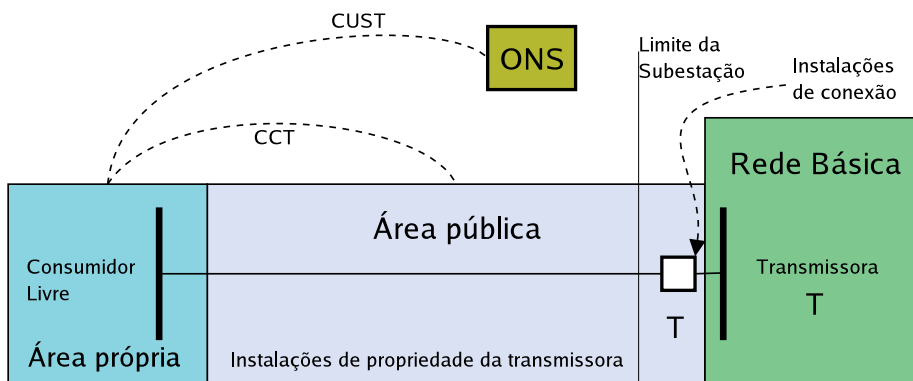 CUST
ONS
Limite da
Subestação
Instalações
de conexão
CCT
Rede Básica
Área pública
Consumidor
Livre
Transmissora
T
T
Área própria
Instalações de propriedade da transmissora